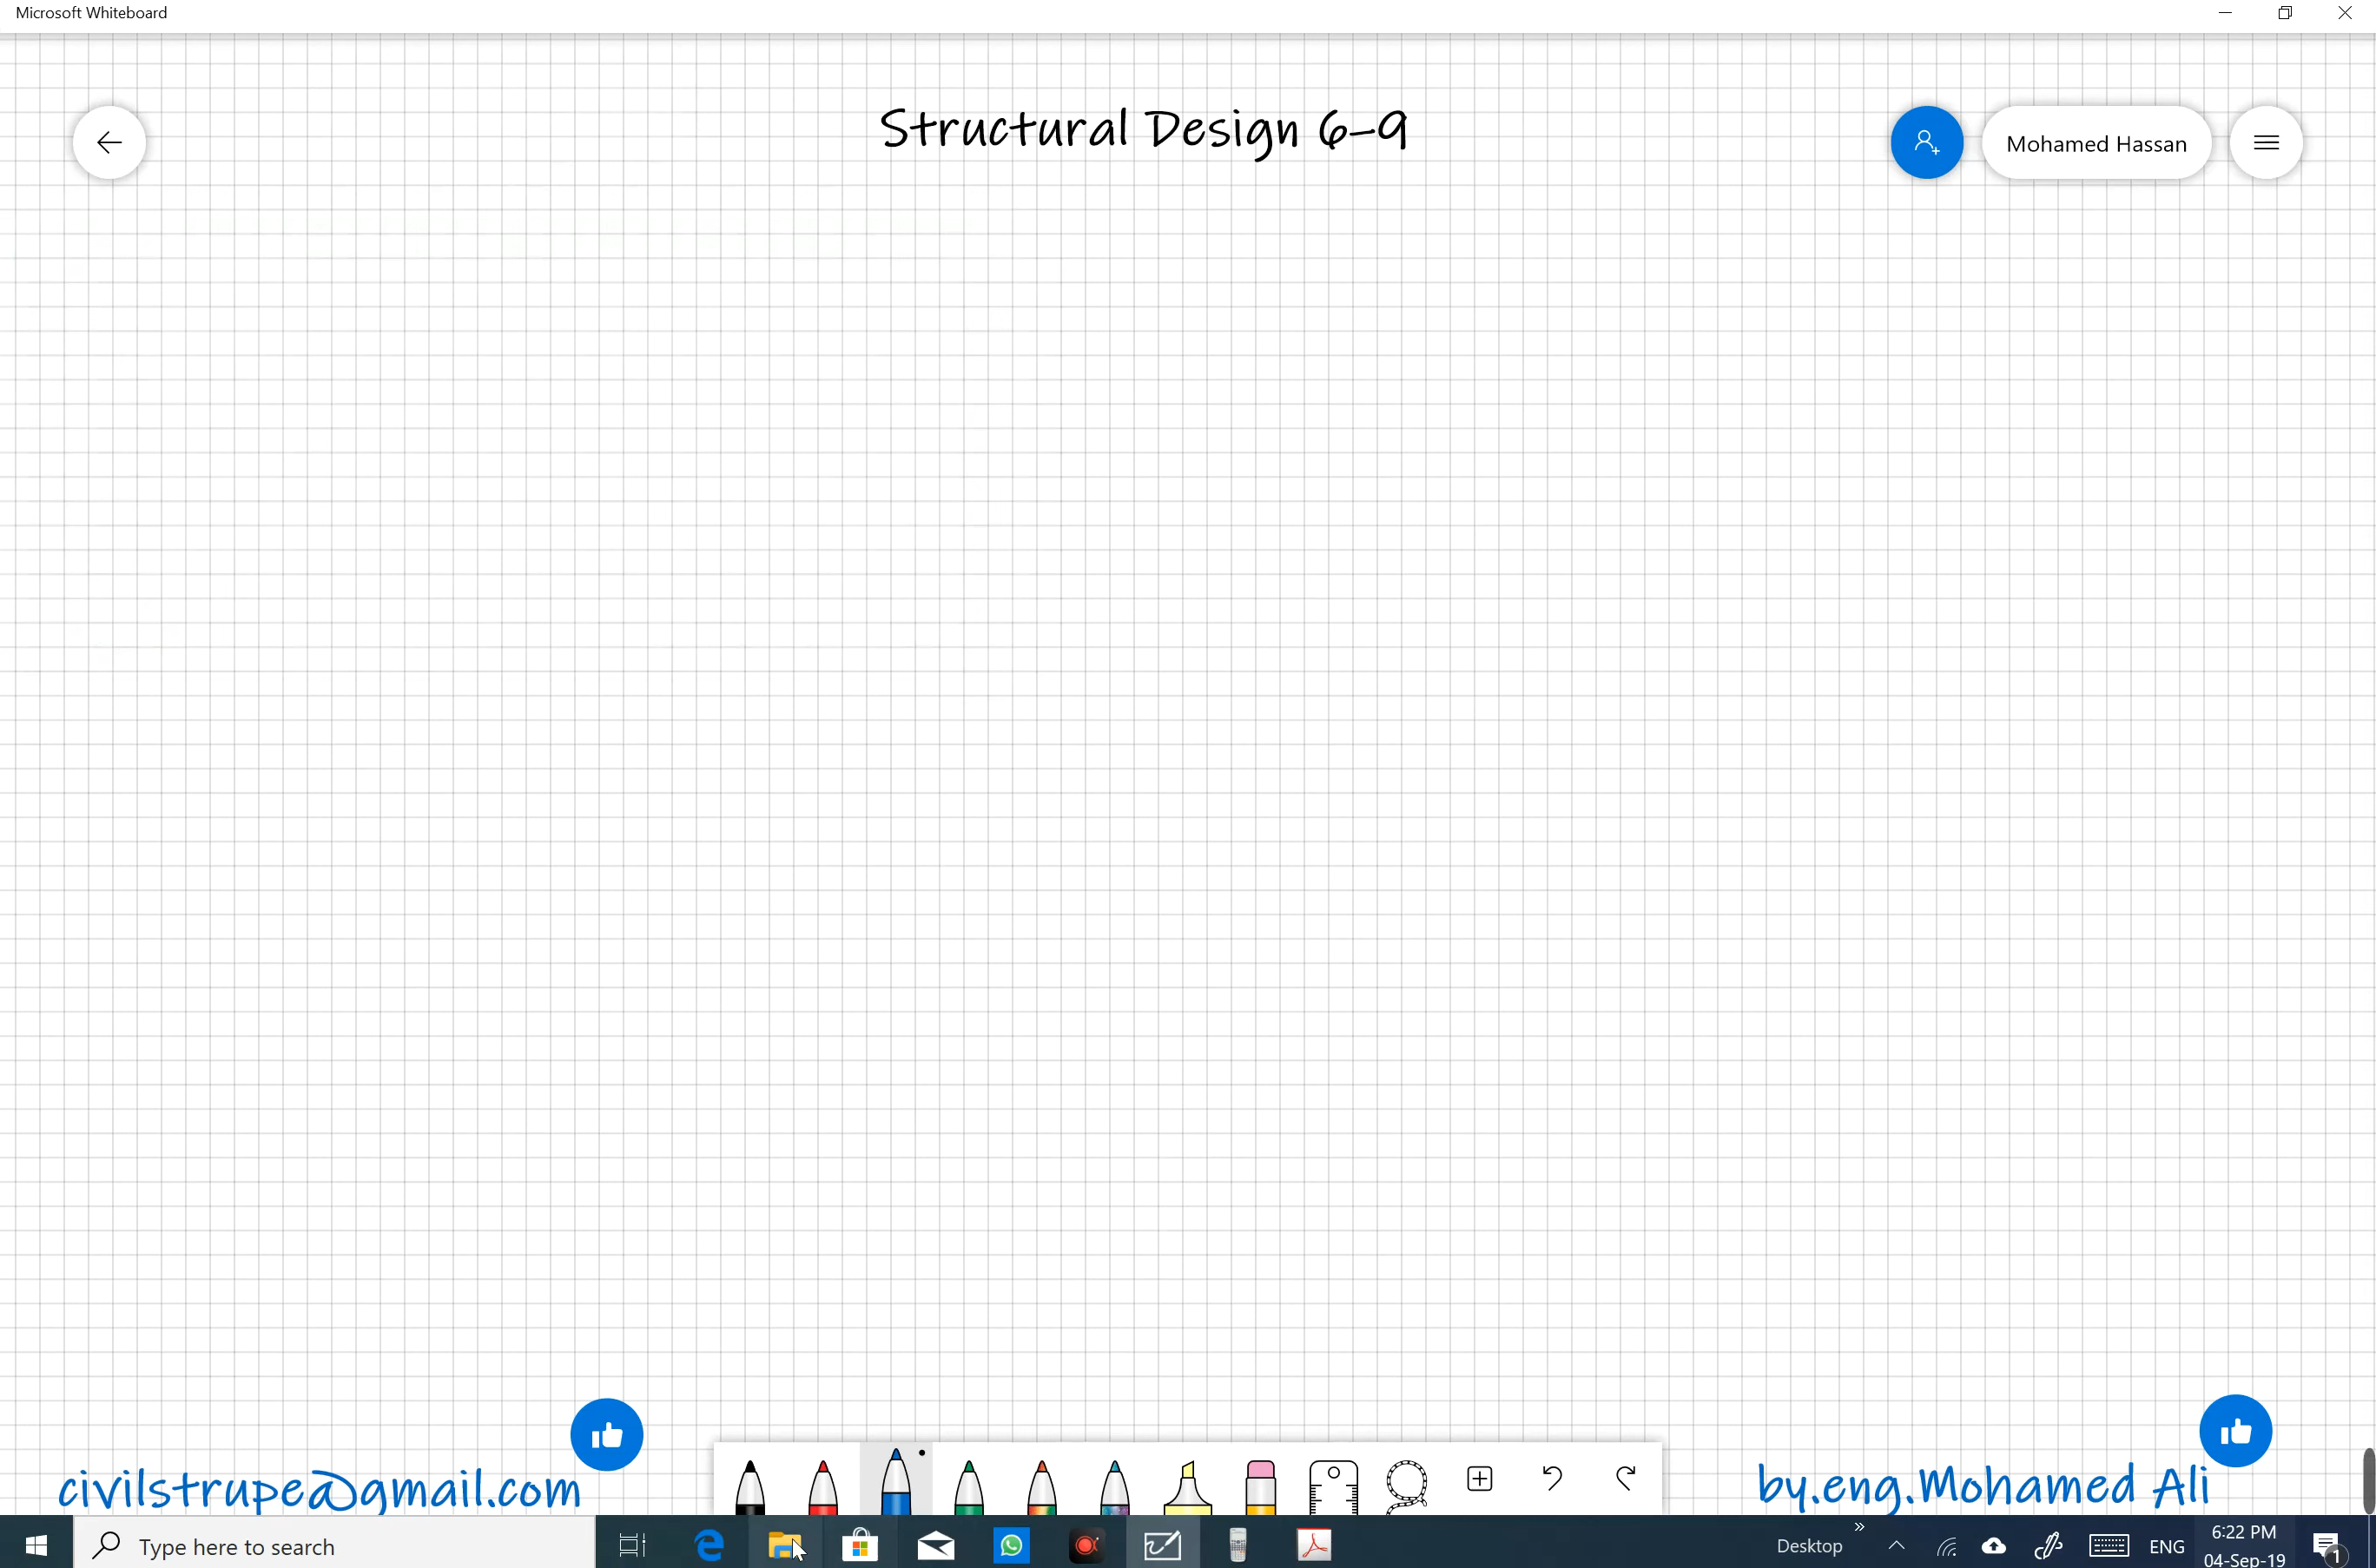 Microsoft Whiteboard
Structural Design 6-9
Mohamed Hassan
civilstrupe@gmail.com
by.eng.Mohamed Ali
Type here to search
Desktop
ENG
6:22 PM
04-Sep-19
1